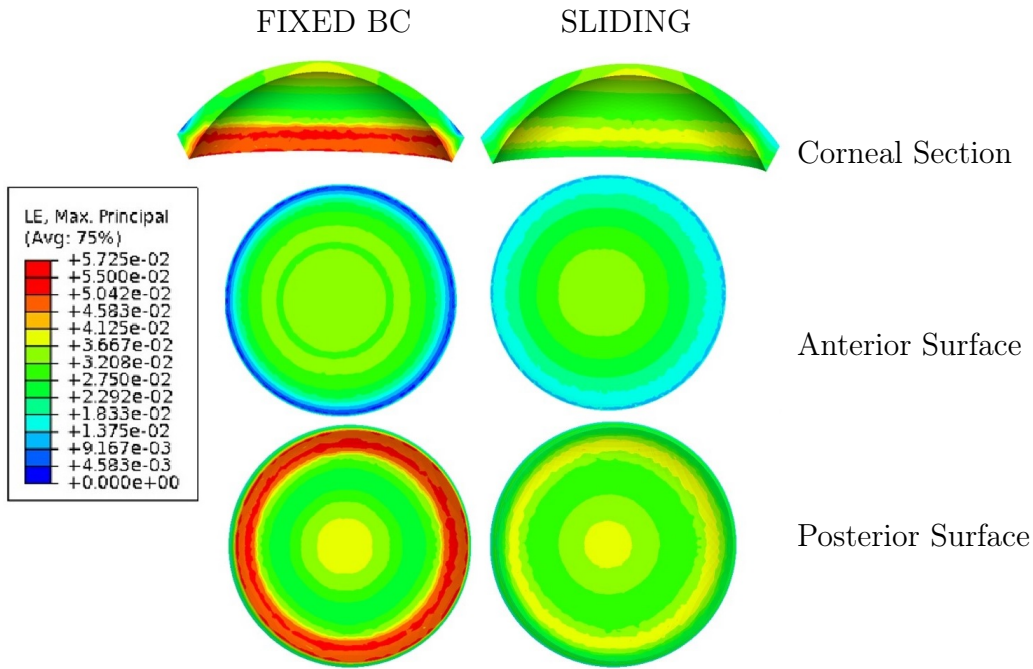 FIXED BC
SLIDING
Corneal Section
LE, Max. Principal
(Avg: 75%)
+5.725e-02
+5.500e-02
+5.042e-02
+4.583e-02
+4.125e-02
+3.667e-02
+3.208e-02
+2.750e-02
+2.292e-02
+1.833e-02
+1.375e-02
+9.167e-03
+4.583e-03
+0.000e+00
Anterior Surface
Posterior Surface